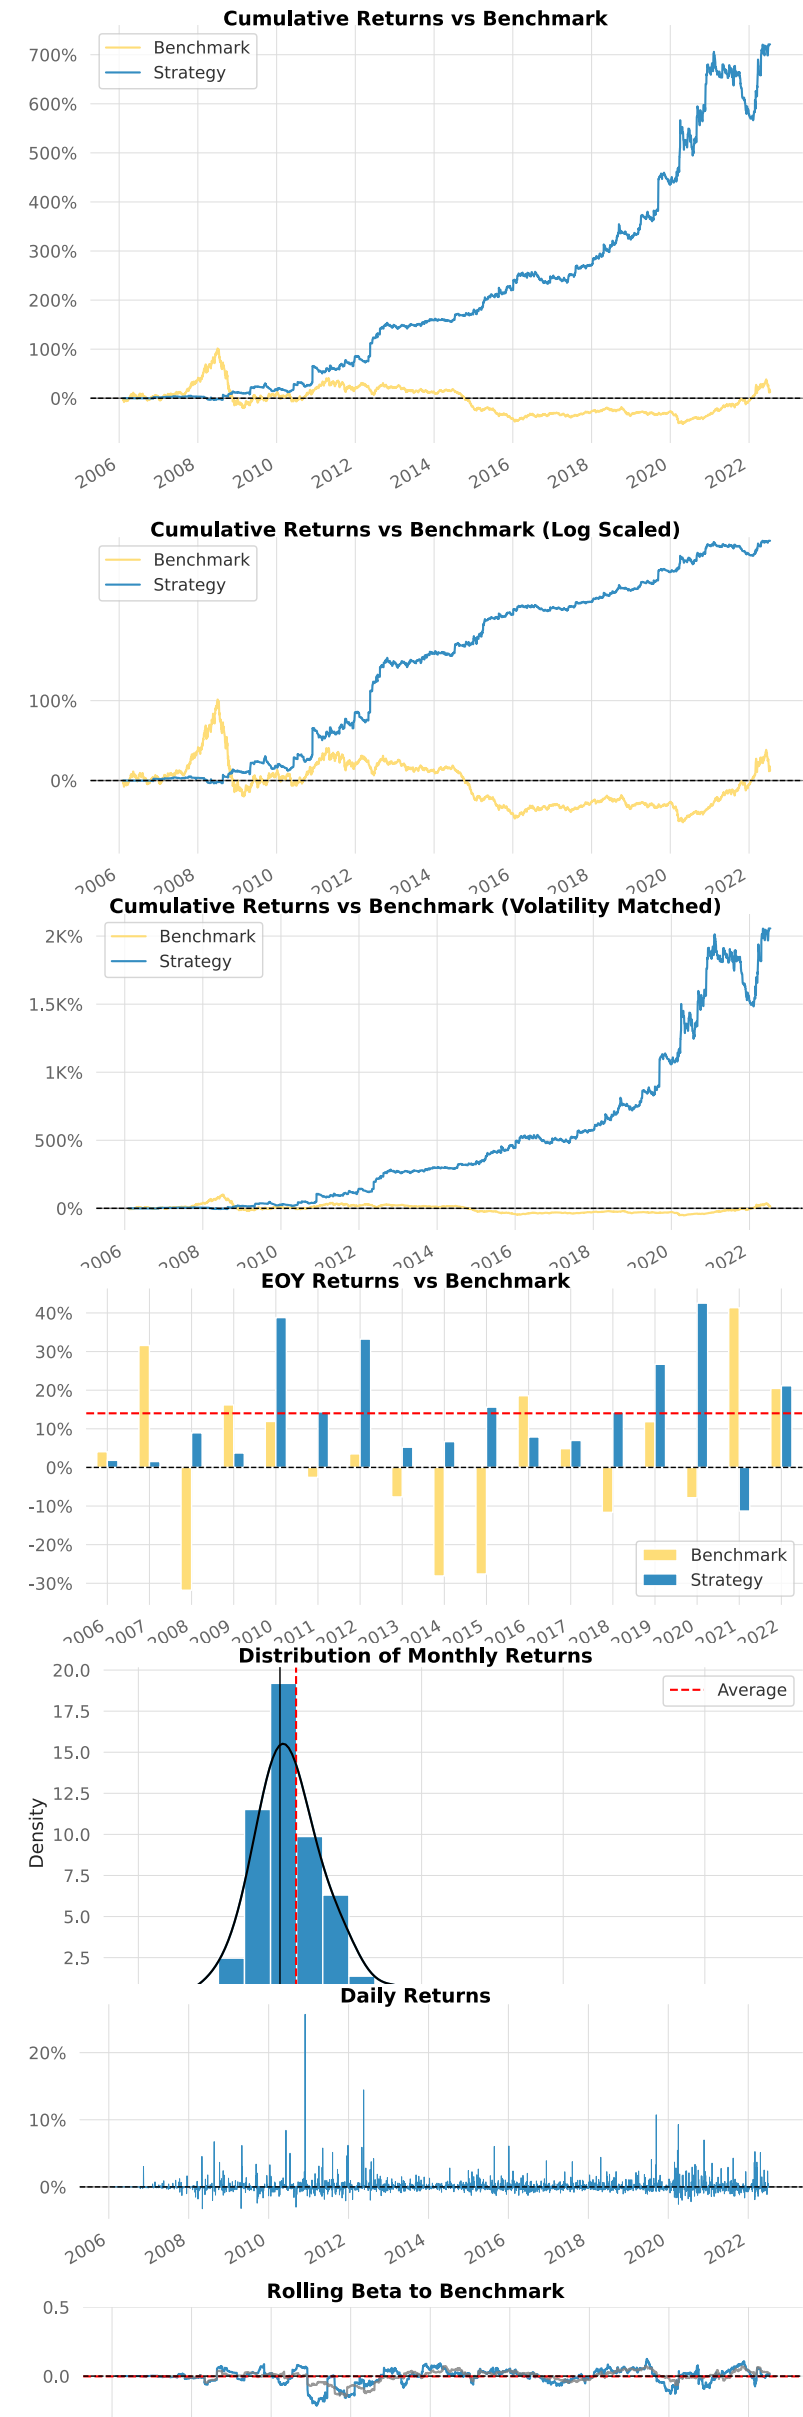 Cumulative Returns vs Benchmark
Benchmark
Strategy
700%
600%
500%
400%
300%
200%
100%
0%
2006 2008 2010 2012 2014 2016 2018 2020 2022
Cumulative Returns vs Benchmark (Log Scaled)
Benchmark
Strategy
100%
0%
2006 2008 2010 2012 2014 2016 2018 2020 2022
Cumulative Returns vs Benchmark (Volatility Matched)
Benchmark
Strategy
2K%
1.5K%
1K%
500%
0%
2006 2008 2010 2012 2014 2016 2018 2020 2022
EOY Returns  vs Benchmark
40%
30%
20%
10%
0%
-10%
-20%
-30%
Benchmark
Strategy
2006 2007 2008 2009 2010 2011 2012 2013 2014 2015 2016 2017 2018 2019 2020 2021 2022
Distribution of Monthly Returns
Average
20.0
17.5
15.0
12.5
10.0
7.5
5.0
2.5
Density
Daily Returns
20%
10%
0%
2006 2008 2010 2012 2014 2016 2018 2020 2022
Rolling Beta to Benchmark
0.5
0.0